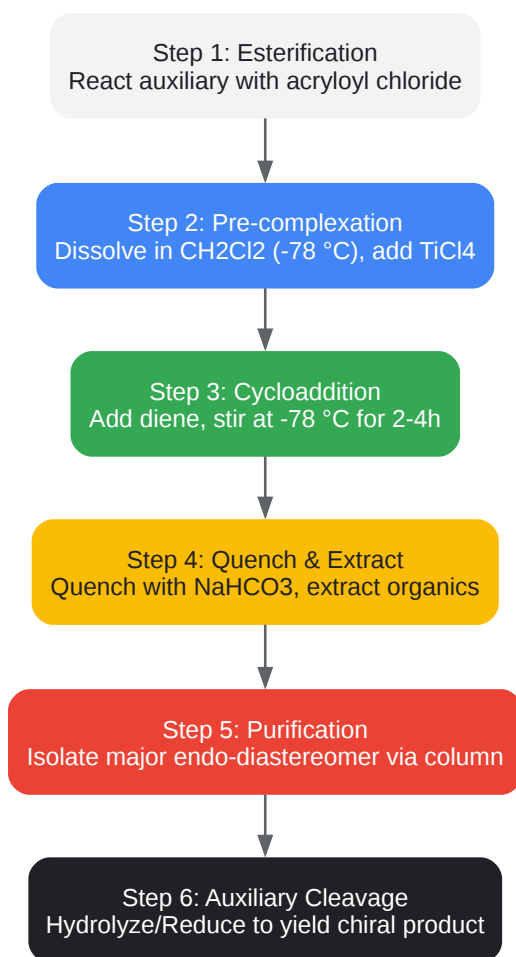 Step 1: Esterification
React auxiliary with acryloyl chloride
Step 2: Pre-complexation
Dissolve in CH2Cl2 (-78 °C), add TiCl4
Step 3: Cycloaddition
Add diene, stir at -78 °C for 2-4h
Step 4: Quench & Extract
Quench with NaHCO3, extract organics
Step 5: Purification
Isolate major endo-diastereomer via column
Step 6: Auxiliary Cleavage
Hydrolyze/Reduce to yield chiral product